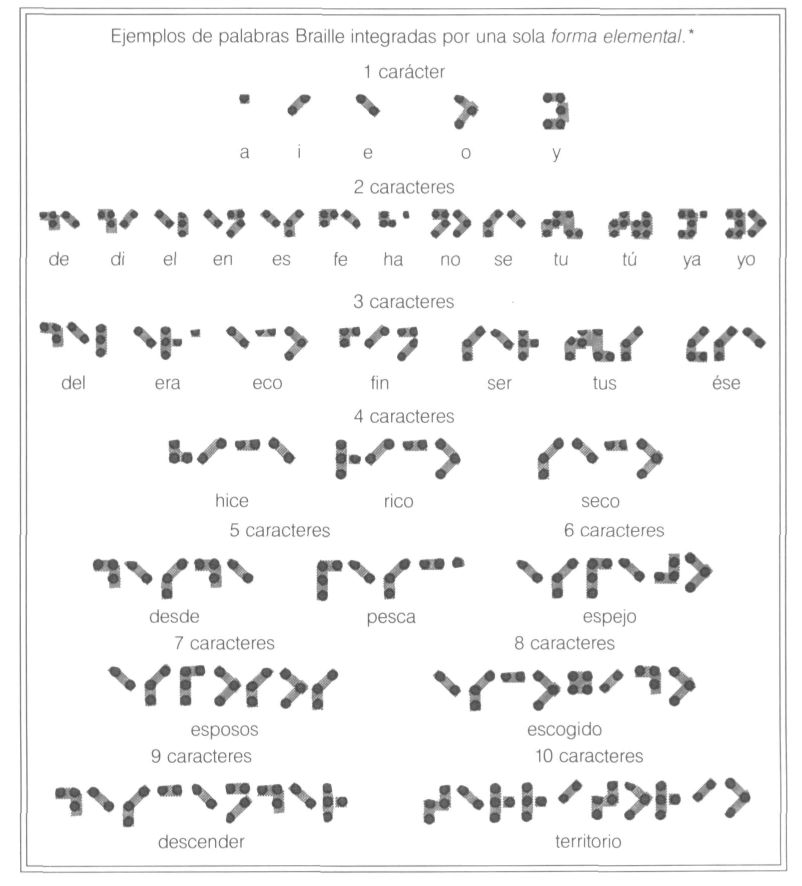 Ejemplos de palabras Braille integradas por una sola forma elemental.*
1 carácter
a i e o y
2 caracteres
de di el en es fe ha no se tu tú ya yo
3 caracteres
del era eco fin ser tus ése
4 caracteres
hice rico seco
5 caracteres 6 caracteres
desde pesca espejo
7 caracteres 8 caracteres
esposos escogido
9 caracteres 10 caracteres
descender territorio